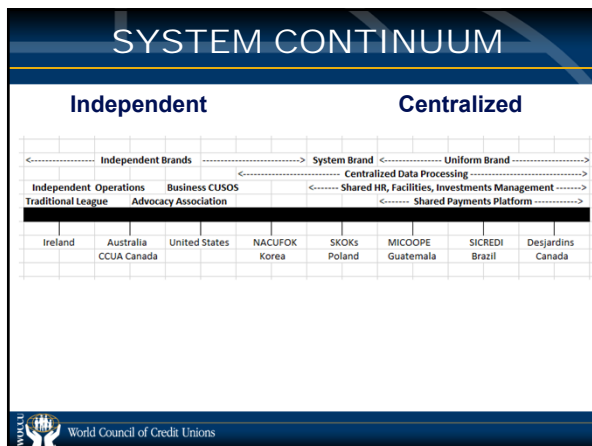 SYSTEM CONTINUUM
Independent Centralized
<----------------- Independent Brands -------------------------> System Brand <-------------- Uniform Brand ------------------>
<------------------------- Centralized Data Processing ----------------------------->
Independent Operations Business CUSOS <------- Shared HR, Facilities, Investments Management ------->
Traditional League Advocacy Association <------- Shared Payments Platform ------------>
Ireland Australia United States NACUFOK SKOKs MICOOPE SICREDI Desjardins
CCUA Canada Korea Poland Guatemala Brazil Canada
WOCCU World Council of Credit Unions